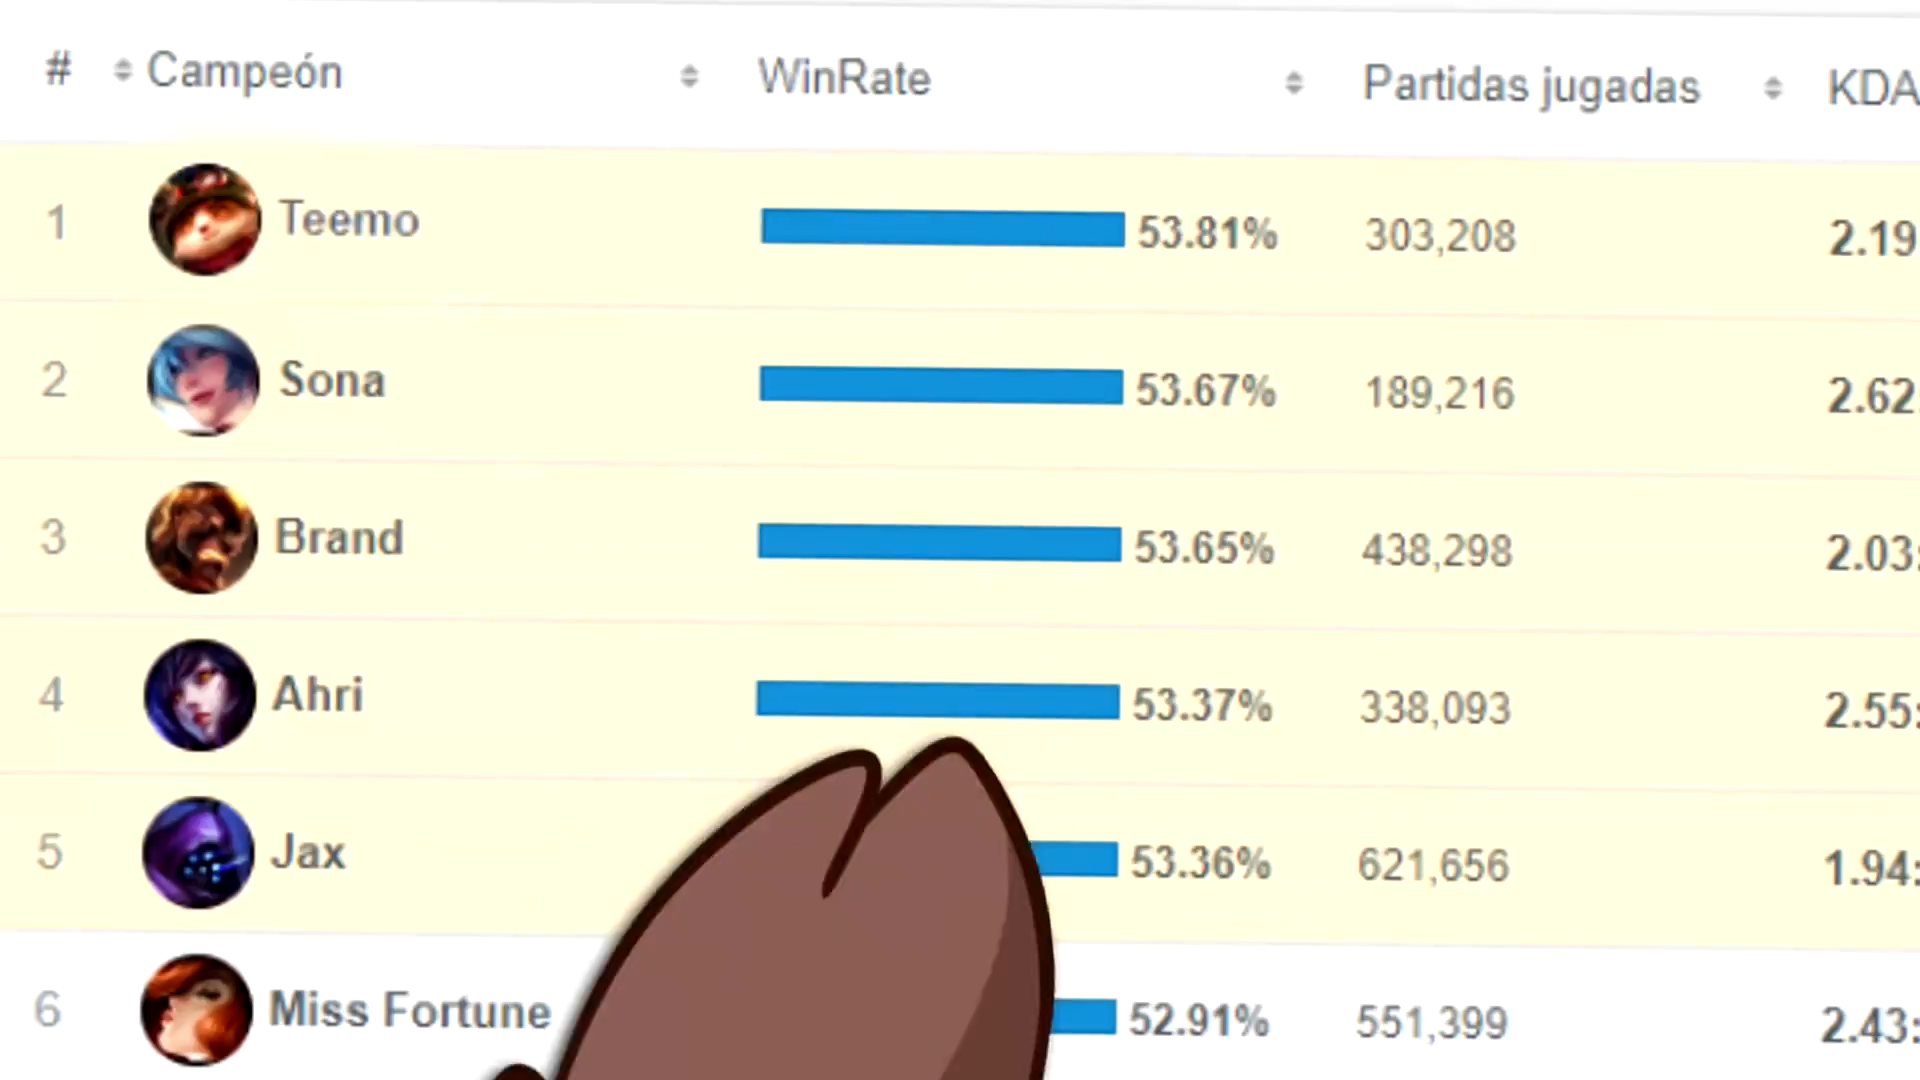 # Campeón WinRate Partidas jugadas KDA
1 Teemo 53.81% 303,208 2.19
2 Sona 53.67% 189,216 2.62
3 Brand 53.65% 438,298 2.03:
4 Ahri 53.37% 338,093 2.55:
5 Jax 53.36% 621,656 1.94:
6 Miss Fortune 52.91% 551,399 2.43: